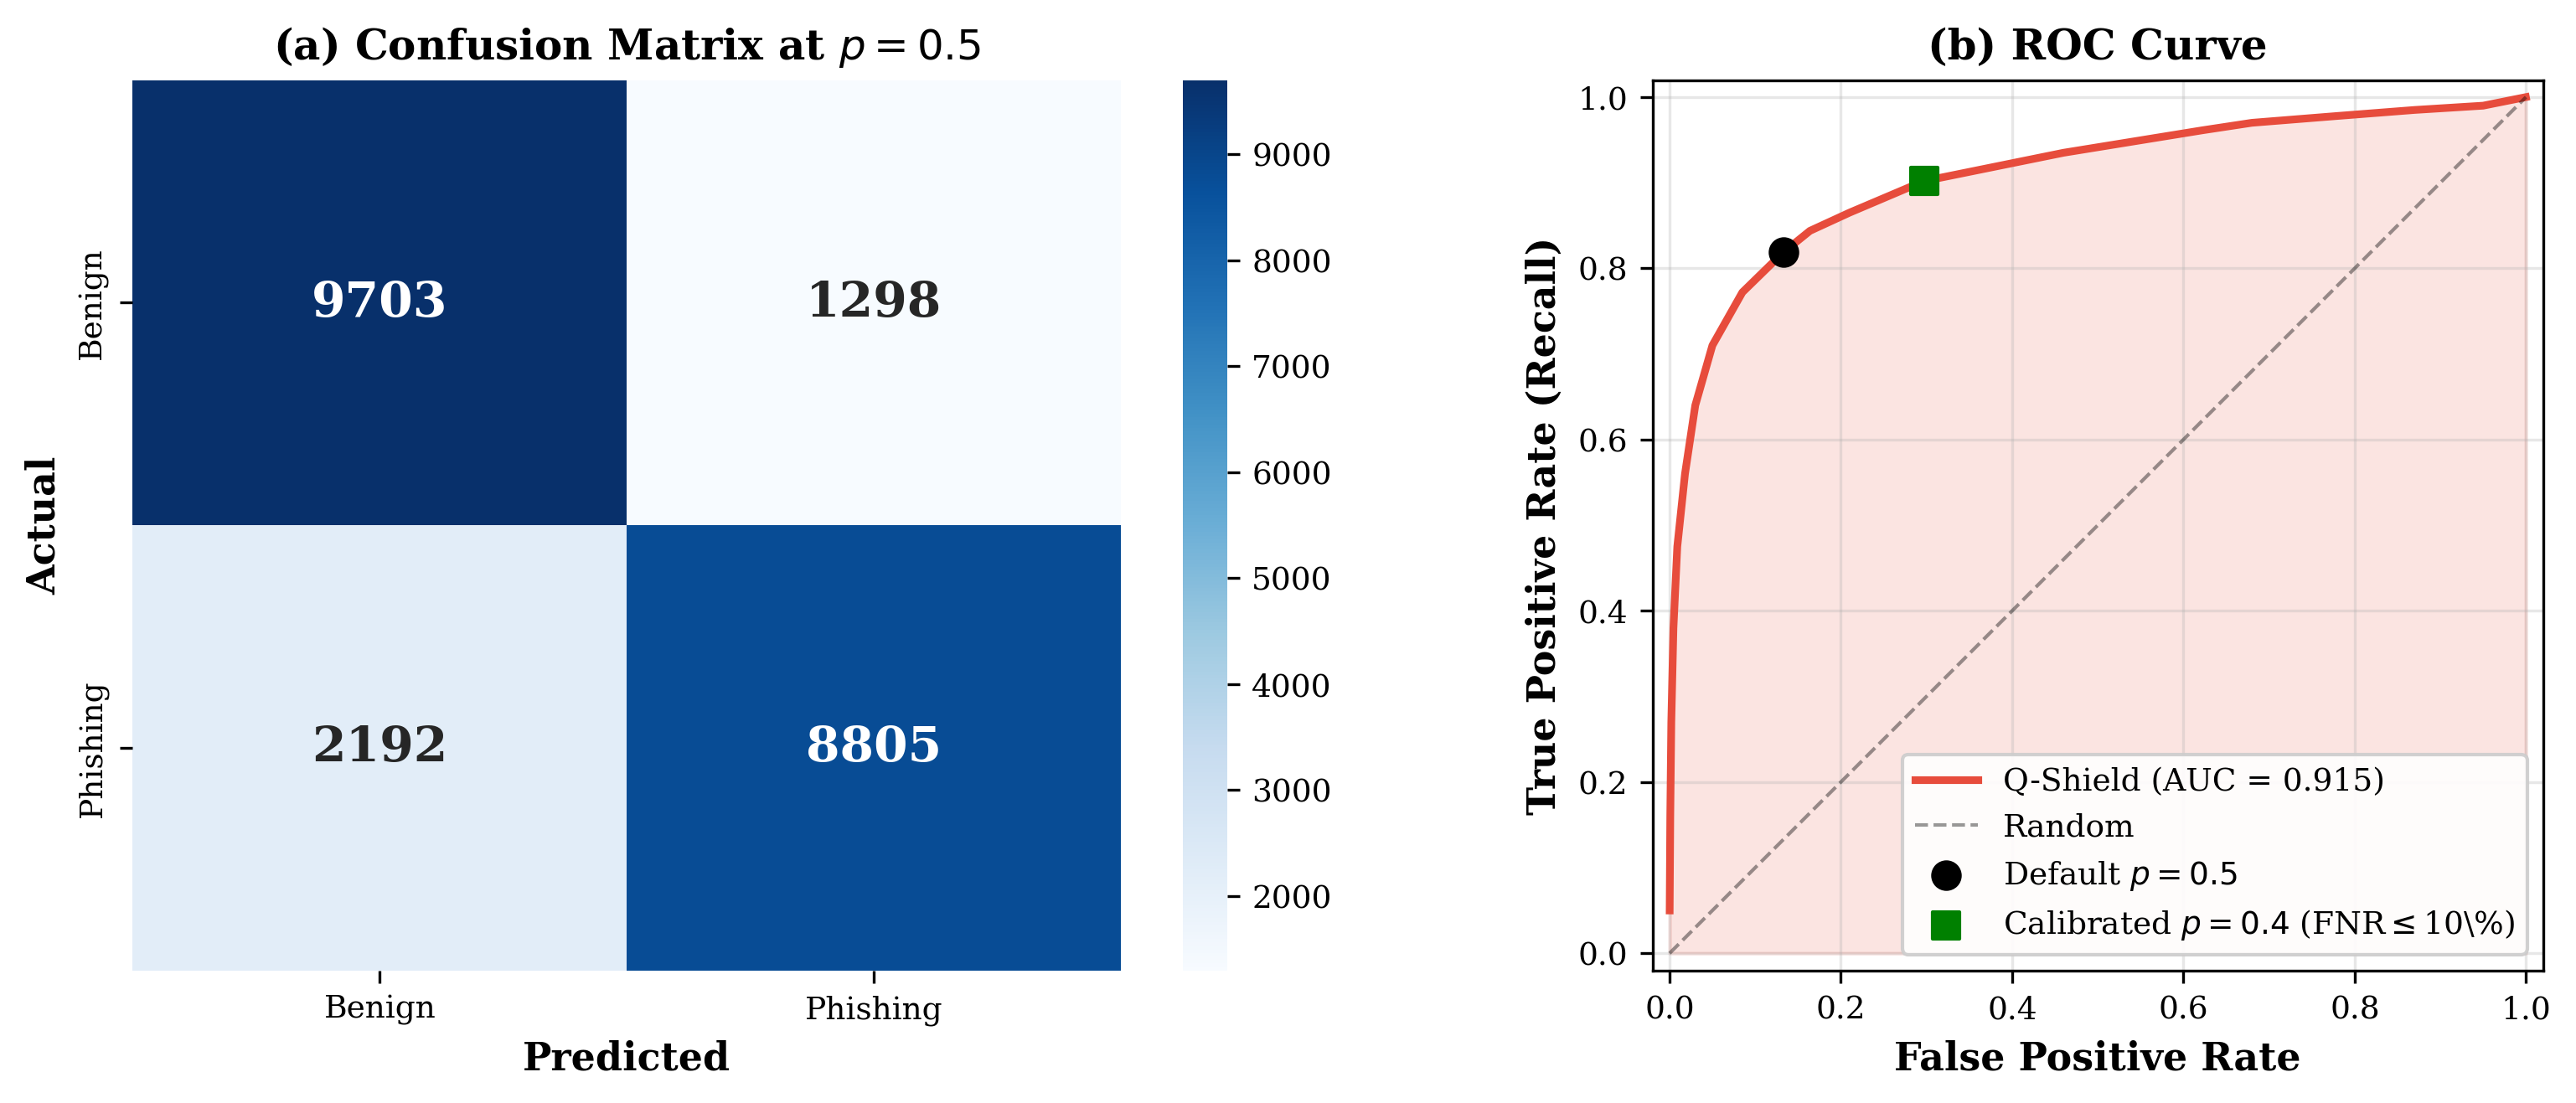 (a) Confusion Matrix at p = 0.5
Actual
Benign
Phishing
9703
1298
2192
8805
Benign
Phishing
Predicted
9000
8000
7000
6000
5000
4000
3000
2000
(b) ROC Curve
True Positive Rate (Recall)
1.0
0.8
0.6
0.4
0.2
0.0
Q-Shield (AUC = 0.915)
Random
Default p = 0.5
Calibrated p = 0.4 (FNR ≤ 10\%)
0.0
0.2
0.4
0.6
0.8
1.0
False Positive Rate